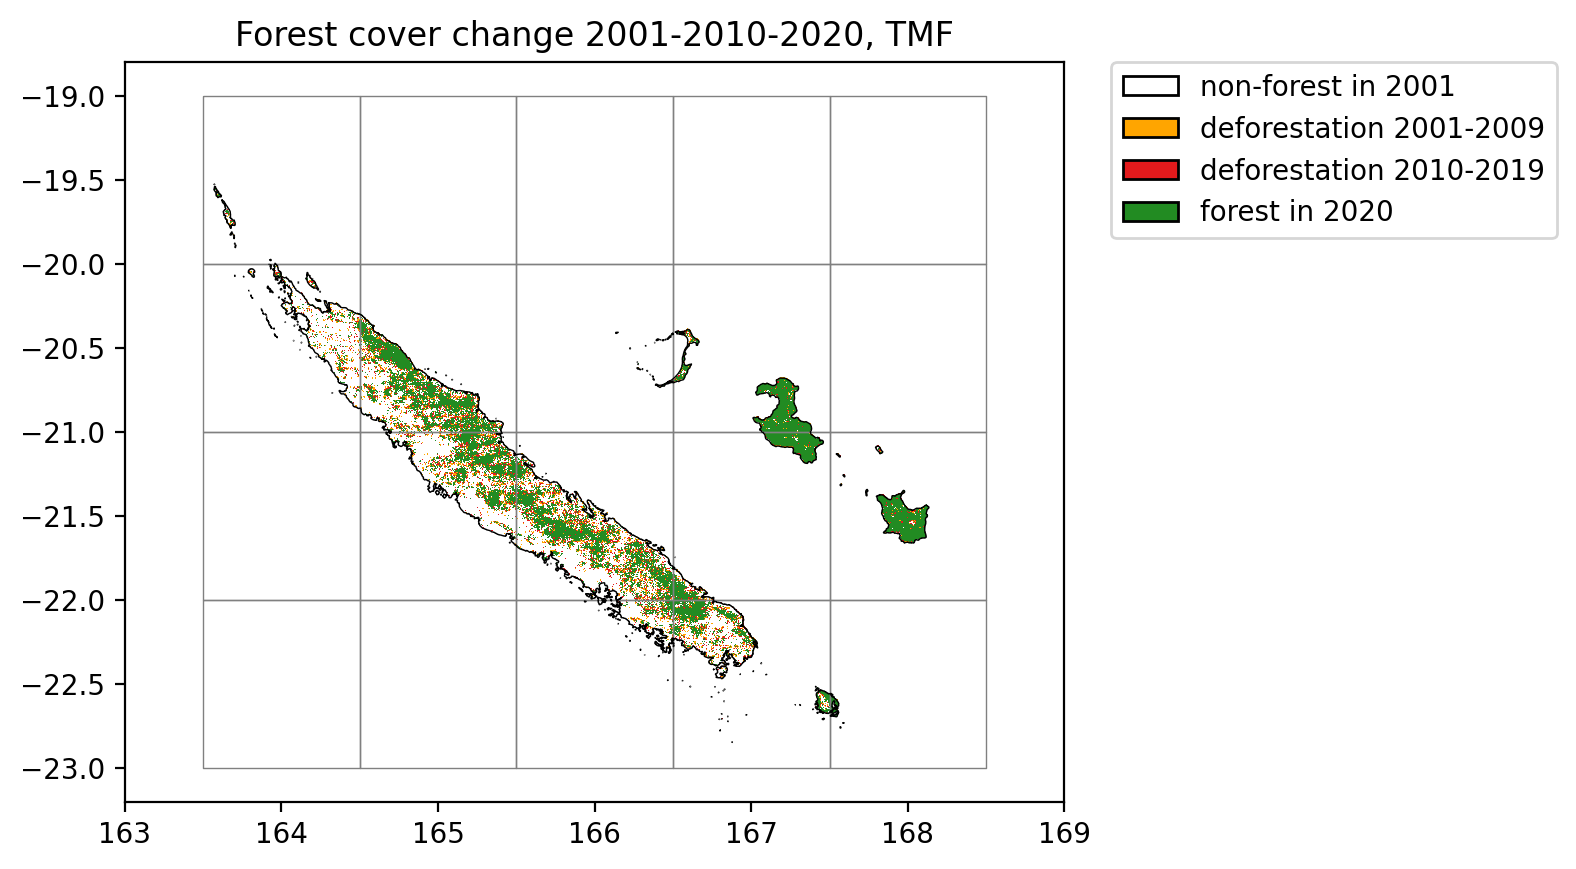 Forest cover change 2001-2010-2020, TMF
non-forest in 2001
deforestation 2001-2009
deforestation 2010-2019
forest in 2020
−19.0
−19.5
−20.0
−20.5
−21.0
−21.5
−22.0
−22.5
−23.0
163 164 165 166 167 168 169